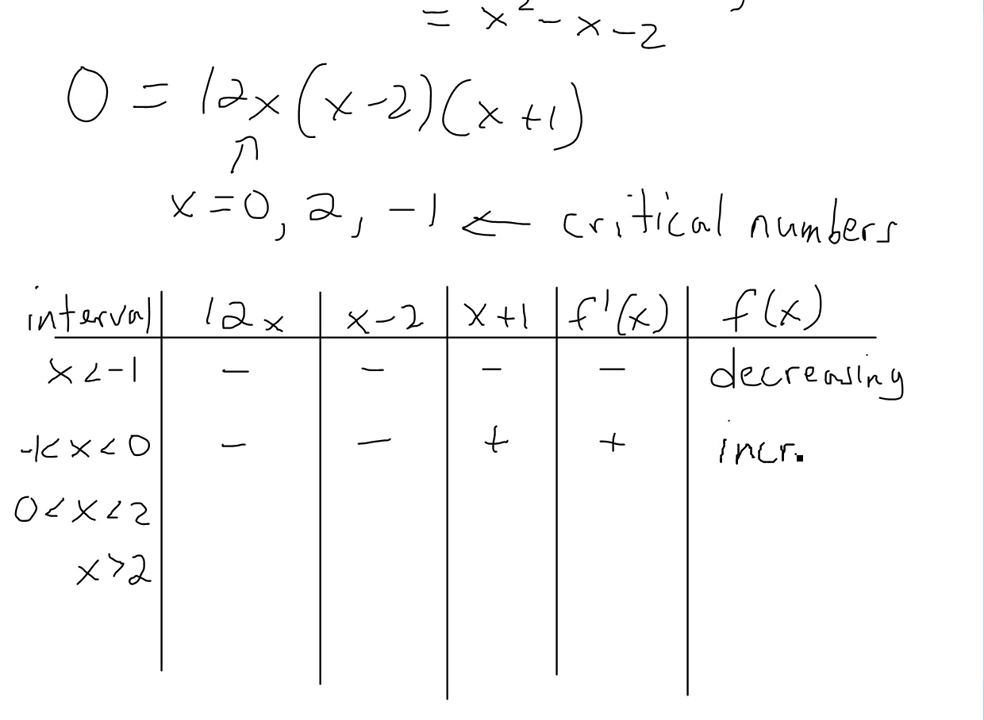 = x² - x - 2
0 = 12x(x-2)(x+1)
x = 0, 2, -1 ← critical numbers
interval | 12x | x-2 | x+1 | f'(x) | f(x)
x < -1 | - | - | - | - | decreasing
-1 < x < 0 | - | - | + | + | incr.
0 < x < 2
x > 2